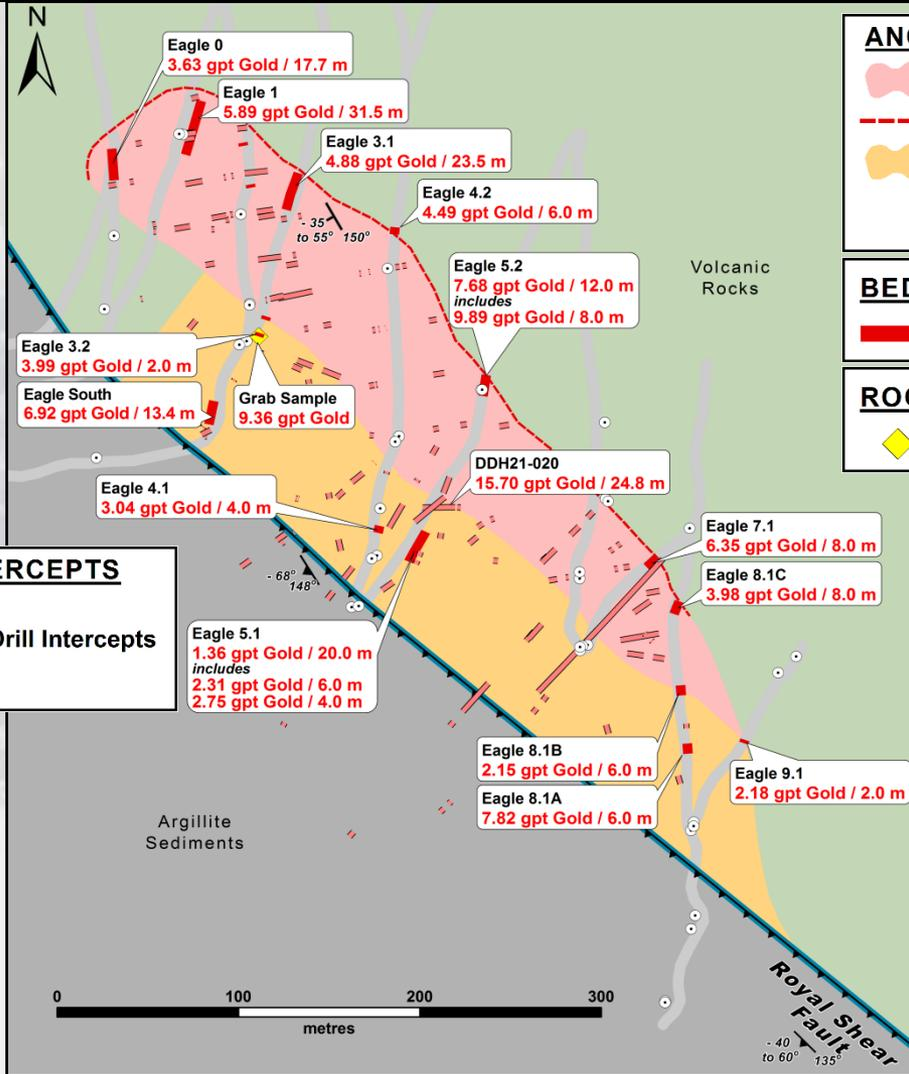 N
Eagle 0
3.63 gpt Gold / 17.7 m
Eagle 1
5.89 gpt Gold / 31.5 m
Eagle 3.1
4.88 gpt Gold / 23.5 m
Eagle 4.2
4.49 gpt Gold / 6.0 m
- 35
to 55° 150°
Eagle 5.2
7.68 gpt Gold / 12.0 m
includes
9.89 gpt Gold / 8.0 m
Volcanic
Rocks
Eagle 3.2
3.99 gpt Gold / 2.0 m
Eagle South
6.92 gpt Gold / 13.4 m
Grab Sample
9.36 gpt Gold
DDH21-020
15.70 gpt Gold / 24.8 m
Eagle 4.1
3.04 gpt Gold / 4.0 m
Eagle 7.1
6.35 gpt Gold / 8.0 m
Eagle 8.1C
3.98 gpt Gold / 8.0 m
- 68°
148°
ERCEPTS
Drill Intercepts
Eagle 5.1
1.36 gpt Gold / 20.0 m
includes
2.31 gpt Gold / 6.0 m
2.75 gpt Gold / 4.0 m
Eagle 8.1B
2.15 gpt Gold / 6.0 m
Eagle 8.1A
7.82 gpt Gold / 6.0 m
Eagle 9.1
2.18 gpt Gold / 2.0 m
Argillite
Sediments
0 100 200 300
metres
Royal Shear
Fault
- 40
to 60° 135°
ANO
BED
ROC